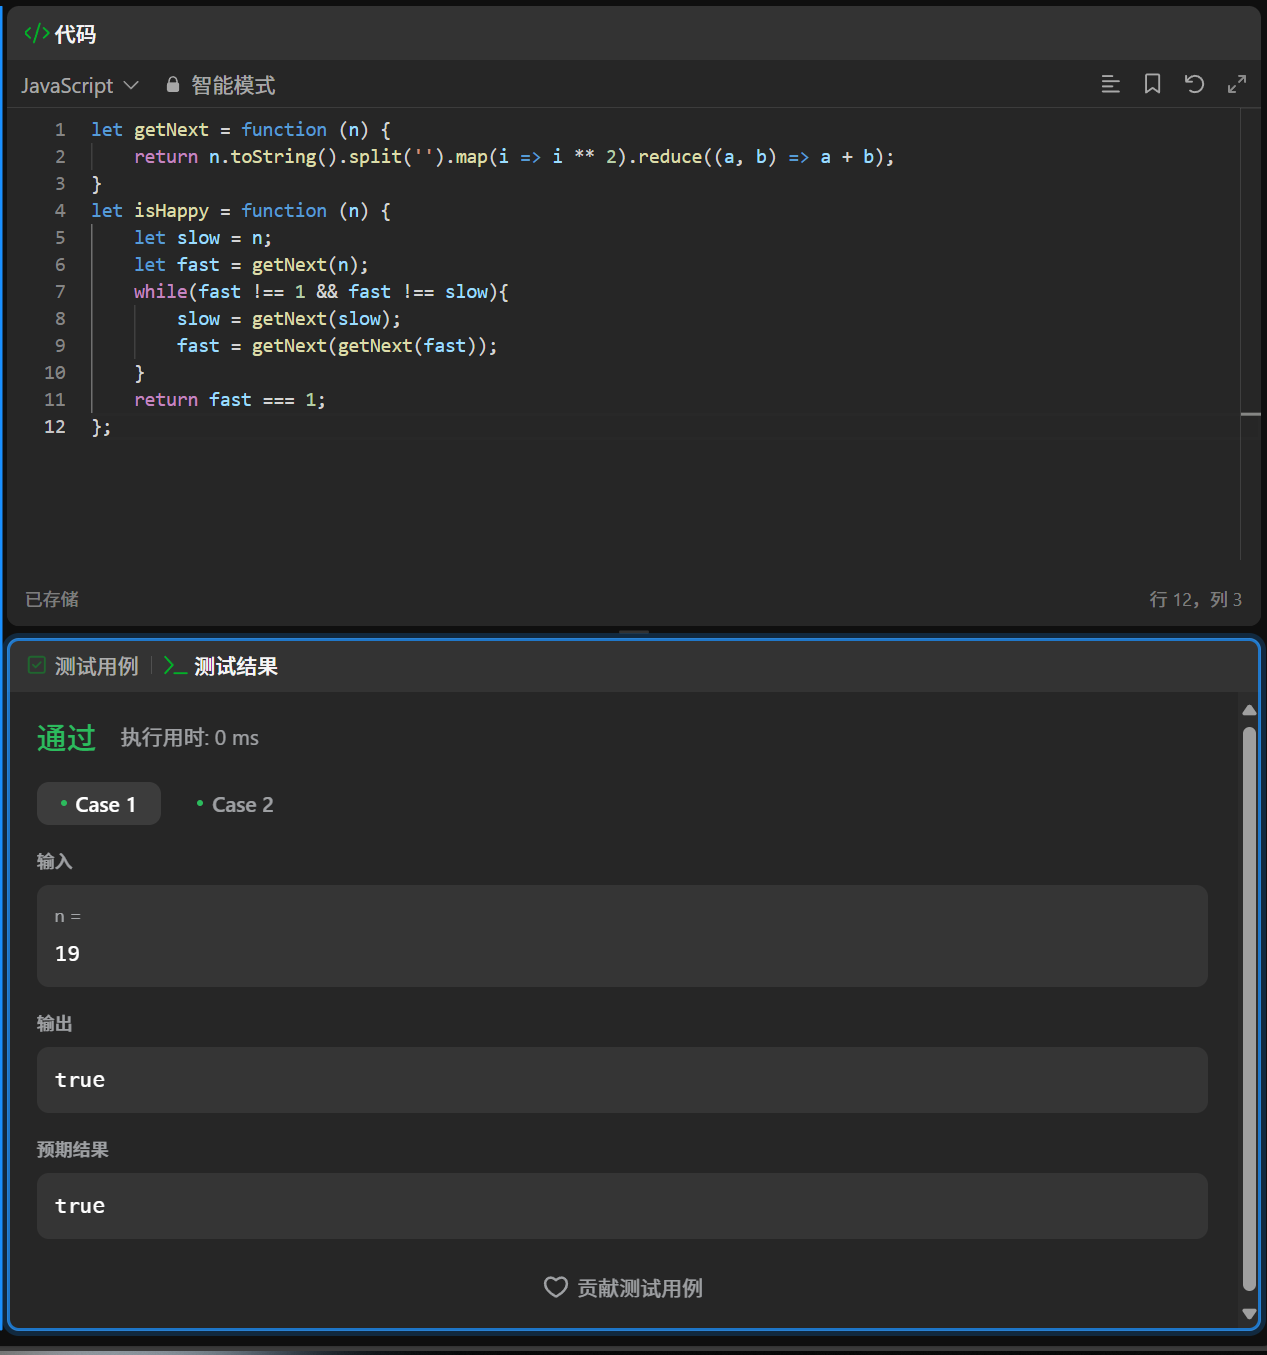 </> 代码
JavaScript 智能模式
1 let getNext = function (n) {
2 return n.toString().split('').map(i => i ** 2).reduce((a, b) => a + b);
3 }
4 let isHappy = function (n) {
5 let slow = n;
6 let fast = getNext(n);
7 while(fast !== 1 && fast !== slow){
8 slow = getNext(slow);
9 fast = getNext(getNext(fast));
10 }
11 return fast === 1;
12 };
已存储 行 12，列 3
测试用例 测试结果
通过 执行用时: 0 ms
Case 1 Case 2
输入
n =
19
输出
true
预期结果
true
贡献测试用例